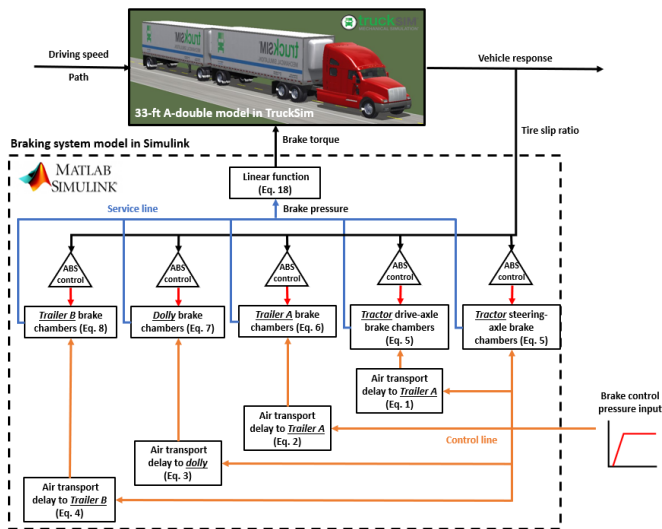 truckSIM
MECHANICAL SIMULATION
Driving speed
Path
Vehicle response
truckSIM
truckSIM
33-ft A-double model in TruckSim
Tire slip ratio
Brake torque
Braking system model in Simulink
MATLAB
SIMULINK
Linear function
(Eq. 18)
Service line
Brake pressure
ABS
control
ABS
control
ABS
control
ABS
control
ABS
control
Trailer B brake
chambers (Eq. 8)
Dolly brake
chambers (Eq. 7)
Trailer A brake
chambers (Eq. 6)
Tractor drive-axle
brake chambers
(Eq. 5)
Tractor steering-
axle brake
chambers (Eq. 5)
Air transport
delay to Trailer A
(Eq. 1)
Brake control
pressure input
Air transport
delay to Trailer A
(Eq. 2)
Control line
Air transport
delay to dolly
(Eq. 3)
Air transport
delay to Trailer B
(Eq. 4)